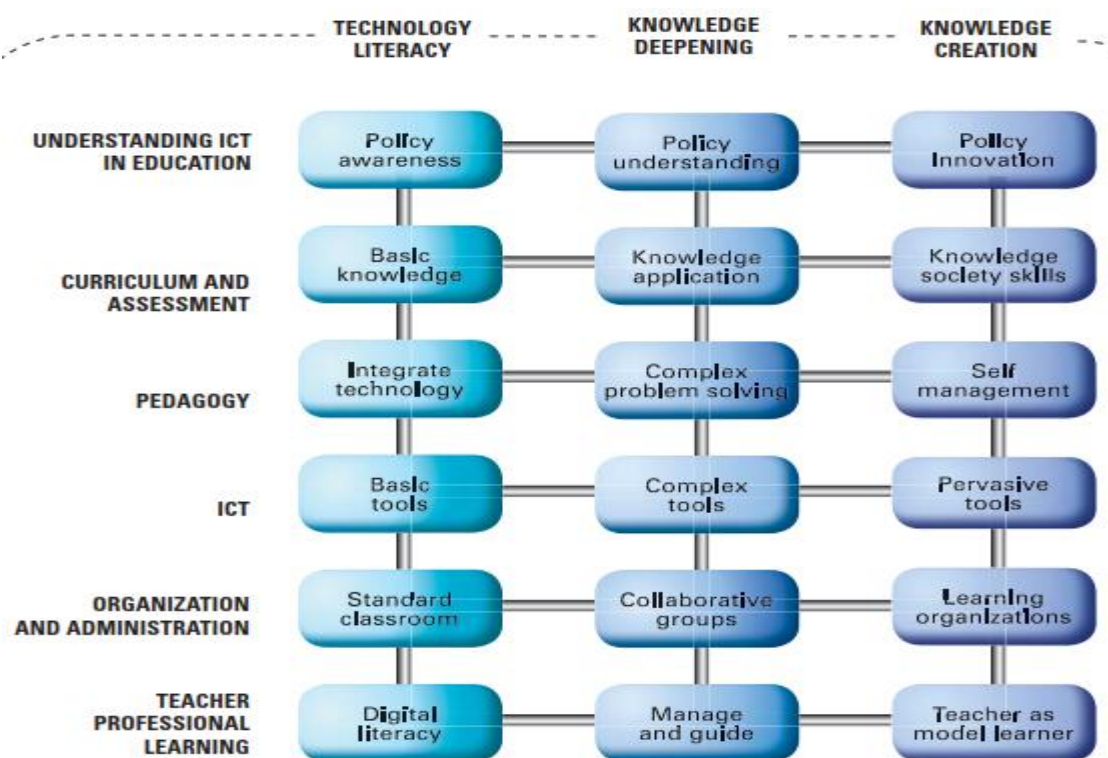 TECHNOLOGY
LITERACY
KNOWLEDGE
DEEPENING
KNOWLEDGE
CREATION
UNDERSTANDING ICT
IN EDUCATION
Policy
awareness
Policy
understanding
Policy
Innovation
CURRICULUM AND
ASSESSMENT
Basic
knowledge
Knowledge
application
Knowledge
society skills
PEDAGOGY
Integrate
technology
Complex
problem solving
Self
management
ICT
Basic
tools
Complex
tools
Pervasive
tools
ORGANIZATION
AND ADMINISTRATION
Standard
classroom
Collaborative
groups
Learning
organizations
TEACHER
PROFESSIONAL
LEARNING
Digital
literacy
Manage
and guide
Teacher as
model learner